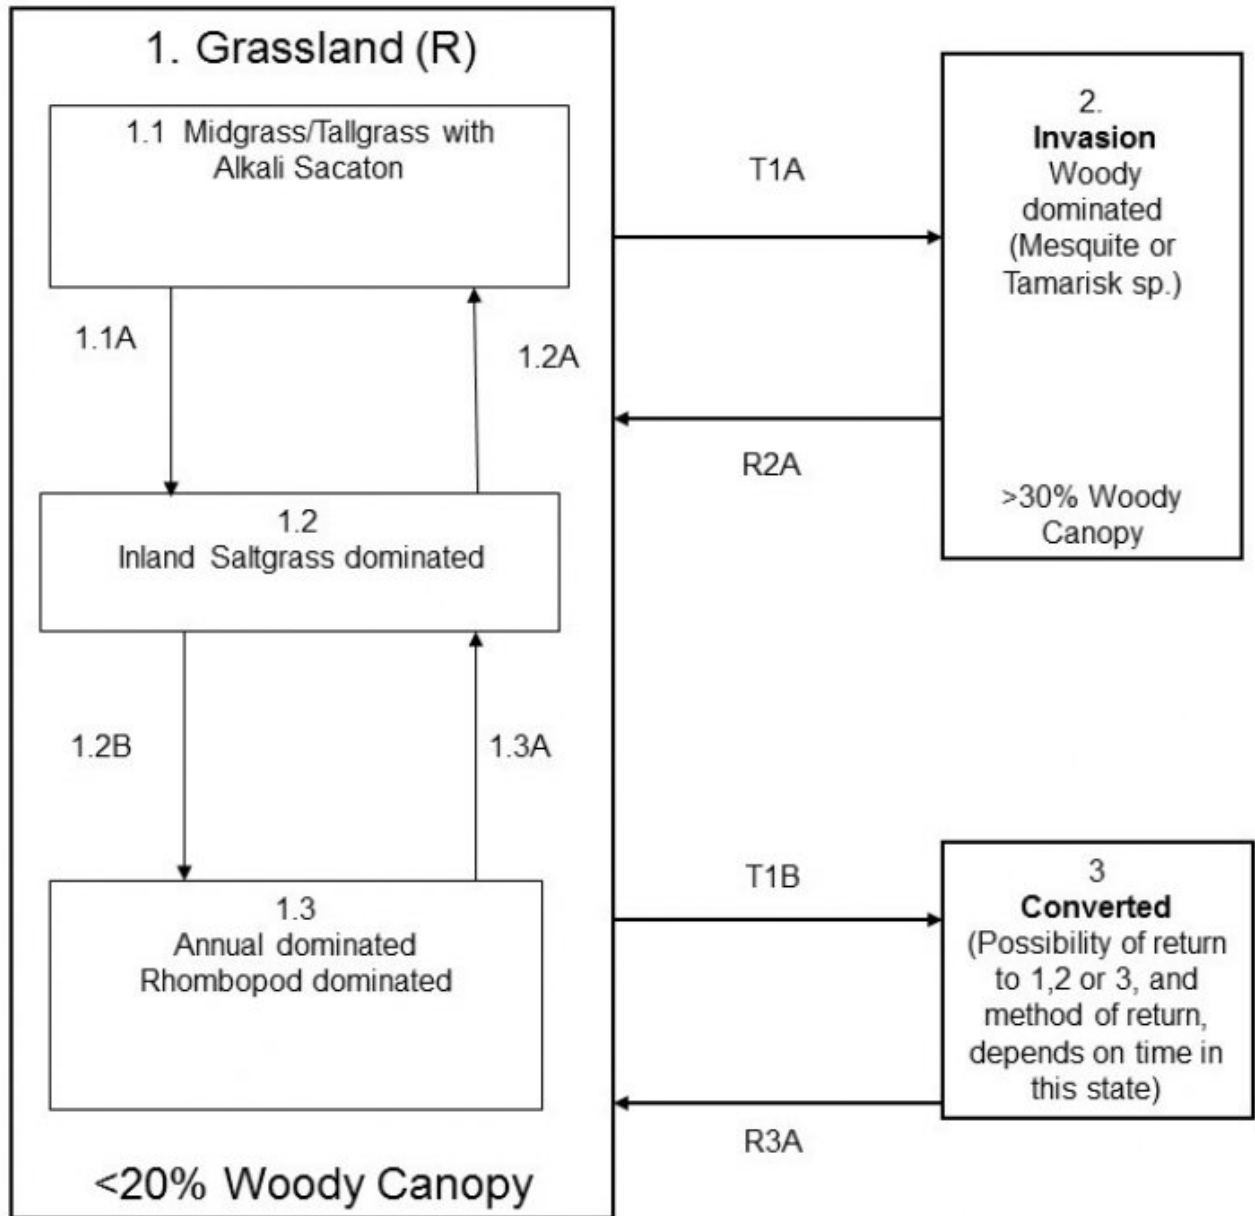 1. Grassland (R)
1.1 Midgrass/Tallgrass with
Alkali Sacaton
1.1A
1.2A
1.2
Inland Saltgrass dominated
1.2B
1.3A
1.3
Annual dominated
Rhombopod dominated
<20% Woody Canopy
T1A
R2A
2.
Invasion
Woody
dominated
(Mesquite or
Tamarisk sp.)
>30% Woody
Canopy
T1B
R3A
3
Converted
(Possibility of return
to 1,2 or 3, and
method of return,
depends on time in
this state)